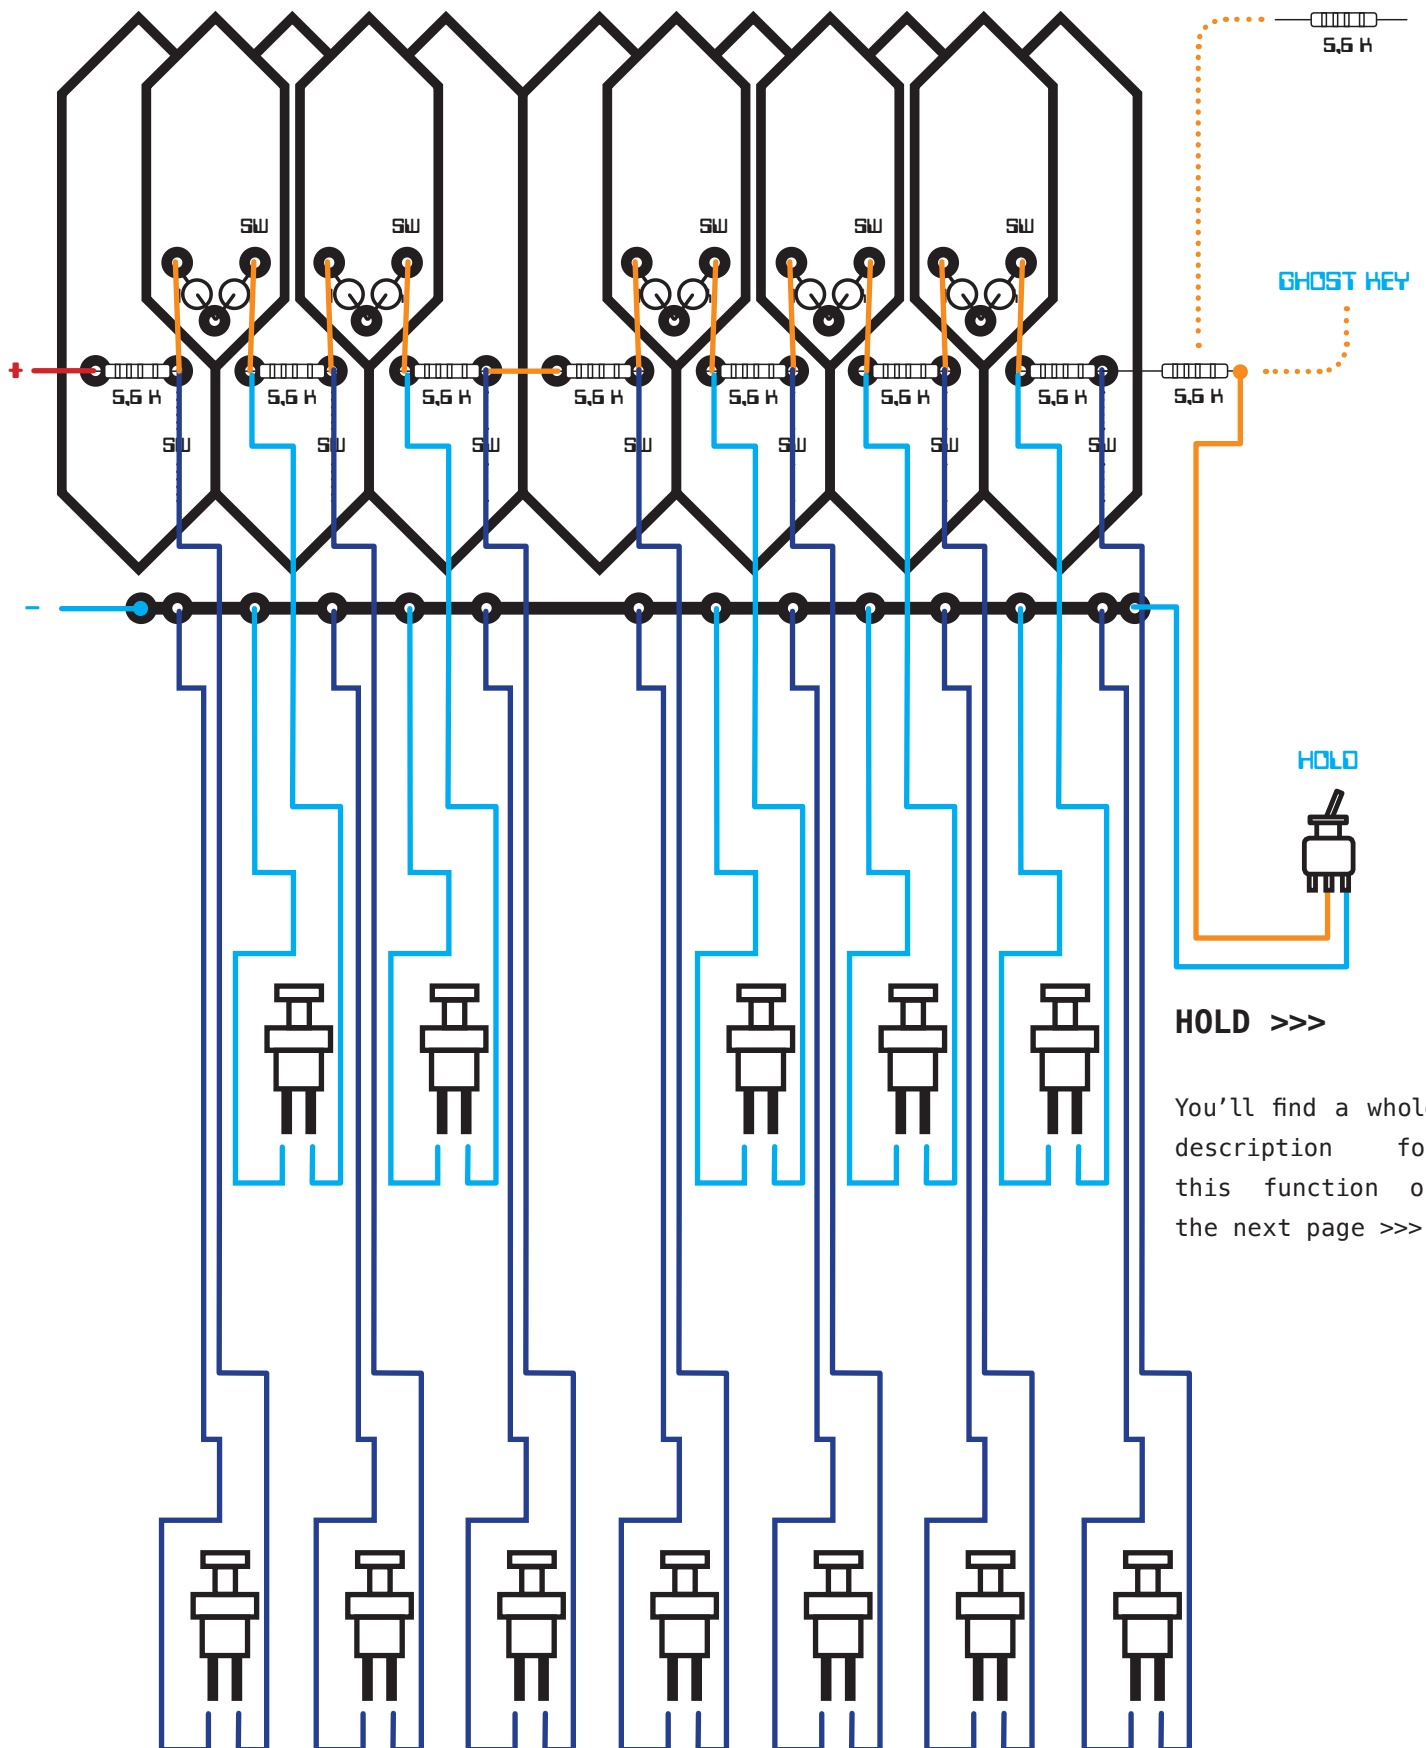 5,6 K
SW SW SW SW SW
GHOST KEY
+
5,6 K 5,6 K 5,6 K 5,6 K 5,6 K 5,6 K 5,6 K 5,6 K
SW SW SW SW SW SW SW
-
HOLD
HOLD >>>
You’ll find a whole
description fo
this function o
the next page >>>